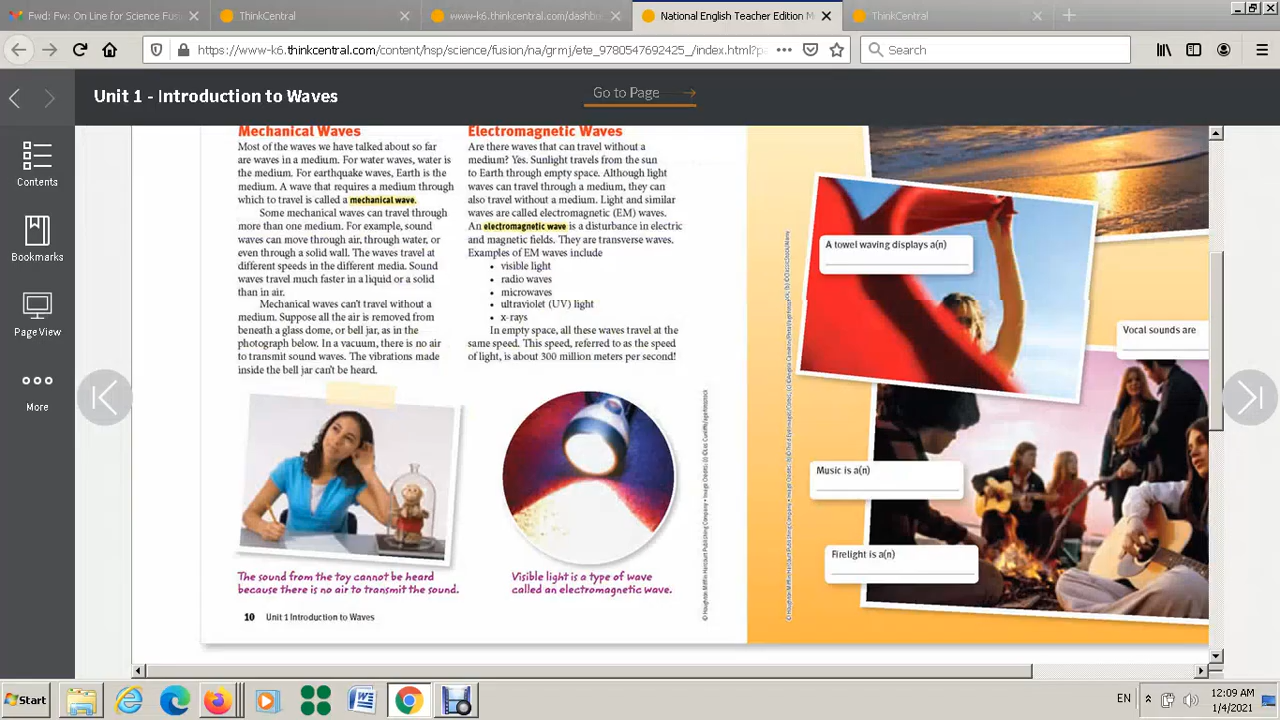 Fwd: Fw: On Line for Science Fusi
ThinkCentral
www-k6.thinkcentral.com/dashb
National English Teacher Edition M
ThinkCentral
https://www-k6.thinkcentral.com/content/hsp/science/fusion/na/grmj/ete_9780547692425_/index.html?p
Search
Unit 1 - Introduction to Waves
Go to Page
Contents
Bookmarks
Page View
More
Mechanical Waves
Most of the waves we have talked about so far
are waves in a medium. For water waves, water is
the medium. For earthquake waves, Earth is the
medium. A wave that requires a medium through
which to travel is called a mechanical wave.
Some mechanical waves can travel through
more than one medium. For example, sound
waves can move through air, through water, or
even through a solid wall. The waves travel at
different speeds in the different media. Sound
waves travel much faster in a liquid or a solid
than in air.
Mechanical waves can't travel without a
medium. Suppose all the air is removed from
beneath a glass dome, or bell jar, as in the
photograph below. In a vacuum, there is no air
to transmit sound waves. The vibrations made
inside the bell jar can't be heard.
The sound from the toy cannot be heard
because there is no air to transmit the sound.
10 Unit 1 Introduction to Waves
Electromagnetic Waves
Are there waves that can travel without a
medium? Yes. Sunlight travels from the sun
to Earth through empty space. Although light
waves can travel through a medium, they can
also travel without a medium. Light and similar
waves are called electromagnetic (EM) waves.
An electromagnetic wave is a disturbance in electric
and magnetic fields. They are transverse waves.
Examples of EM waves include
• visible light
• radio waves
• microwaves
• ultraviolet (UV) light
• x-rays
In empty space, all these waves travel at the
same speed. This speed, referred to as the speed
of light, is about 300 million meters per second!
Visible light is a type of wave
called an electromagnetic wave.
A towel waving displays a(n)
Vocal sounds are
Music is a(n)
Firelight is a(n)
Start
EN
12:09 AM
1/4/2021